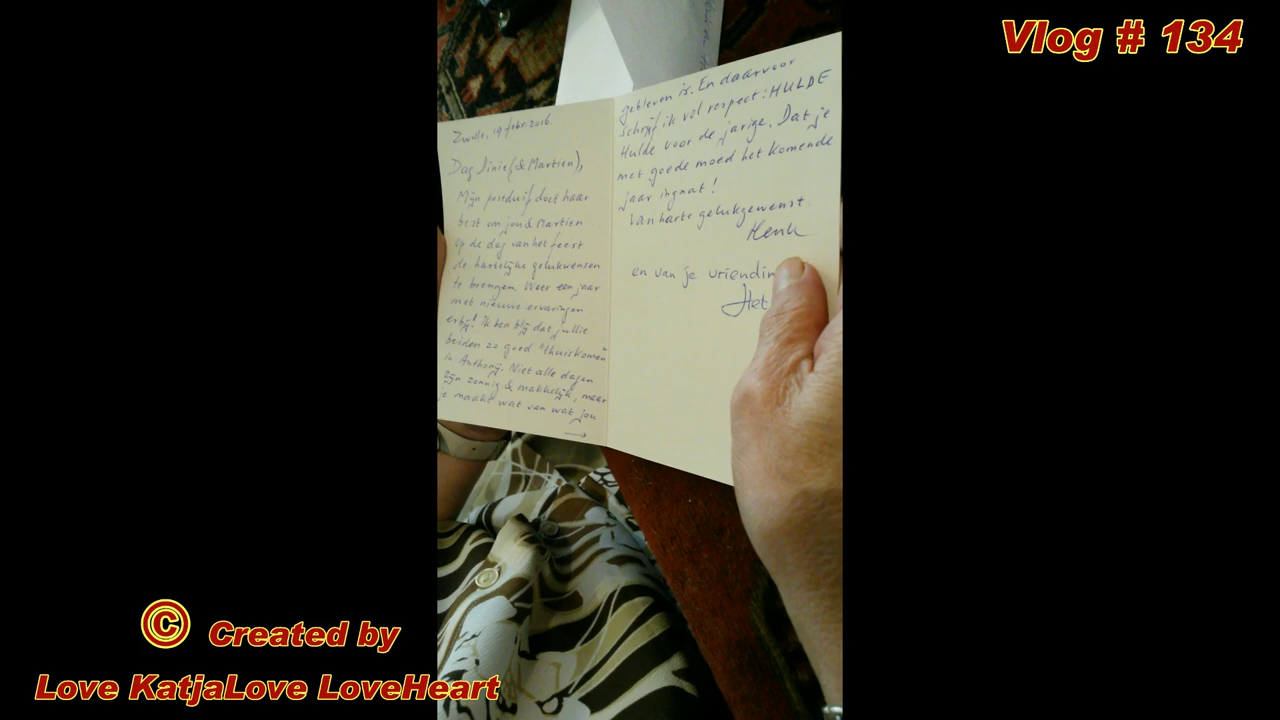 Vlog # 134
Zwolle, 19 febr. 2016.
Dag Dinie (& Martien),
Mijn postduif doet haar
best om jou & Martien
op de dag van het feest
de hartelijke gelukwensen
te brengen. Weer een jaar
met nieuwe ervaringen
erbij! Ik ben blij dat jullie
beiden zo goed "thuiskomen"
in Anthonij. Niet alle dagen
zijn zonnig & makkelijk, maar
je maakt wat van wat jou
→
gebleven is. En daarvoor
schrijf ik vol respect: HULDE
Hulde voor de jarige. Dat je
met goede moed het komende
jaar ingaat!
Van harte gelukgewenst.
Henk
en van je vriendin
Het
© Created by
Love KatjaLove LoveHeart